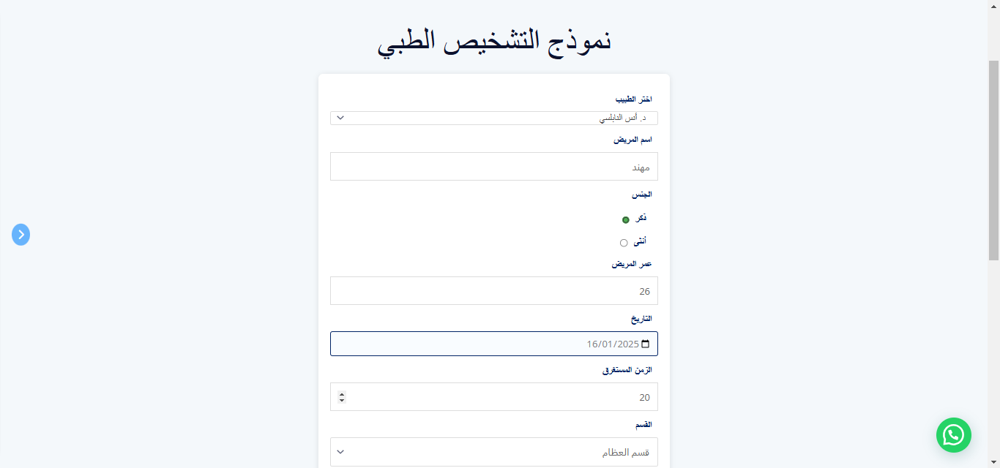 نموذج التشخيص الطبي
اختر الطبيب
د. أنس النابلسي
اسم المريض
مهند
الجنس
ذكر
أنثى
عمر المريض
26
التاريخ
16/01/2025
الزمن المستغرق
20
القسم
قسم العظام